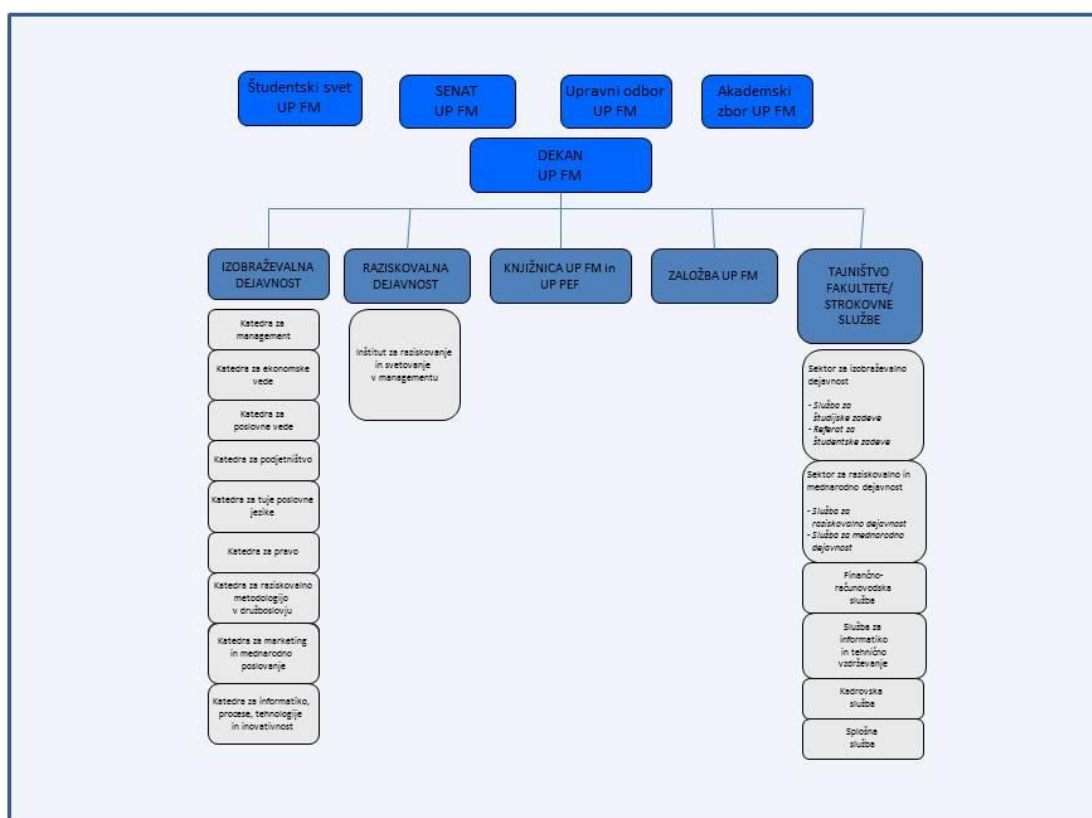 Študentski svet
UP FM
SENAT
UP FM
Upravni odbor
UP FM
Akademski
zbor UP FM
DEKAN
UP FM
IZOBRAŽEVALNA
DEJAVNOST
RAZISKOVALNA
DEJAVNOST
KNJIŽNICA UP FM in
UP PEF
ZALOŽBA UP FM
TAJNIŠTVO
FAKULTETE/
STROKOVNE
SLUŽBE
Katedra za
management
Katedra za ekonomske
vede
Katedra za
poslovne vede
Katedra za podjetništvo
Katedra za tuje poslovne
jezike
Katedra za pravo
Katedra za raziskovalno
metodologijo
v družboslovju
Katedra za marketing
in mednarodno
poslovanje
Katedra za informatiko,
procese, tehnologije
in inovativnost
Inštitut za raziskovanje
in svetovanje
v managementu
Sektor za izobraževalno
dejavnost
- Služba za
študijske zadeve
- Referat za
študentske zadeve
Sektor za raziskovalno in
mednarodno dejavnost
- Služba za
raziskovalno dejavnost
- Služba za mednarodno
dejavnost
Finančno-
računovodska
služba
Služba za
informatiko
in tehnično
vzdrževanje
Kadrovska
služba
Splošna
služba